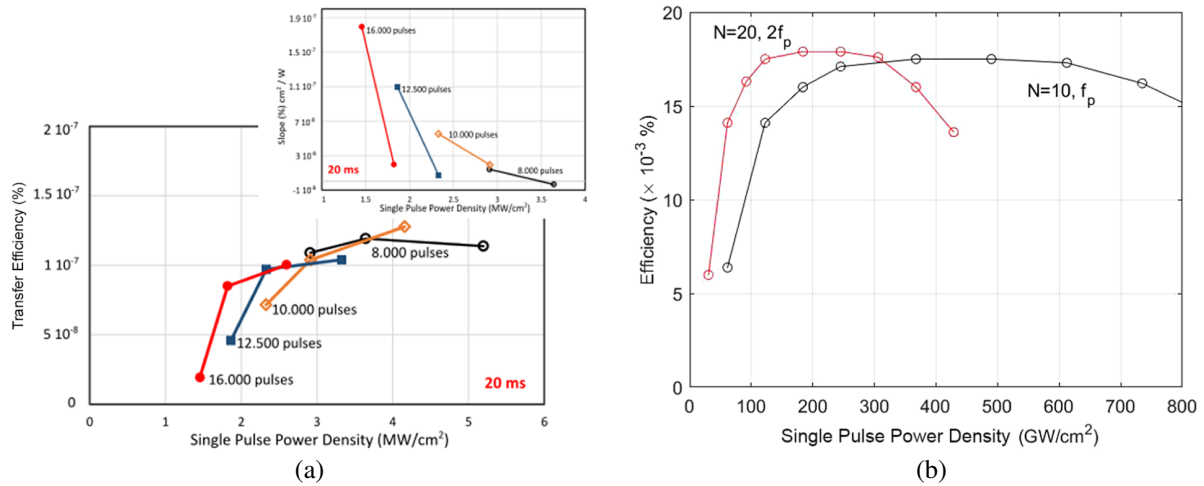 1.9 10-7
1.5 10-7
1.1 10-7
7 10-8
3 10-8
-1 10-8
Slope (%) cm2 / W
16.000 pulses
12.500 pulses
10.000 pulses
8.000 pulses
20 ms
1 1.5 2 2.5 3 3.5 4
Single Pulse Power Density (MW/cm2)
2 10-7
1.5 10-7
1 10-7
5 10-8
0
Transfer Efficiency (%)
8.000 pulses
10.000 pulses
12.500 pulses
16.000 pulses
20 ms
0 1 2 3 4 5 6
Single Pulse Power Density (MW/cm2)
(a)
20
15
10
5
0
Efficiency (× 10-3 %)
N=20, 2fp
N=10, fp
0 100 200 300 400 500 600 700 800
Single Pulse Power Density (GW/cm2)
(b)